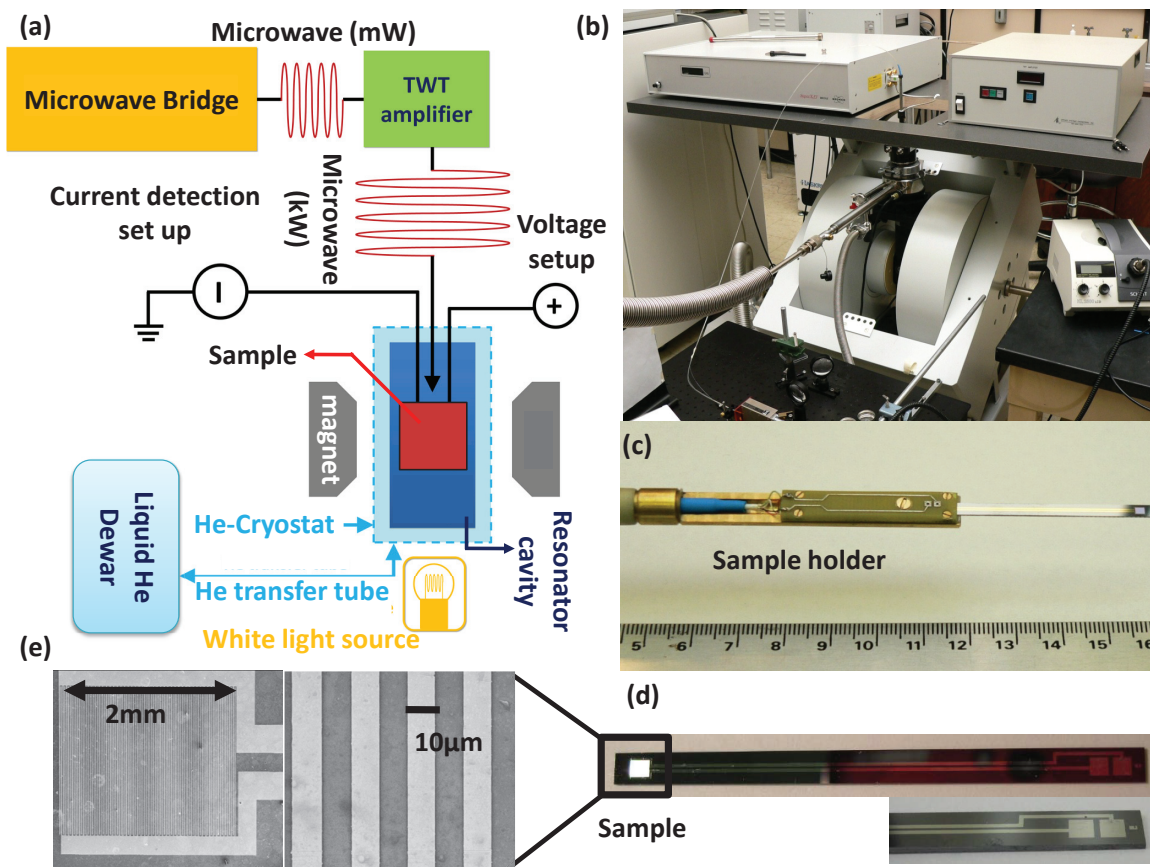 (a)
Microwave (mW)
Microwave Bridge
TWT
amplifier
Microwave
(kW)
Current detection
set up
Voltage
setup
I
+
Sample
magnet
Liquid He
Dewar
He-Cryostat
He transfer tube
White light source
Resonator
cavity
(b)
(c)
Sample holder
5 6 7 8 9 10 11 12 13 14 15 16
(d)
Sample
(e)
2mm
10µm